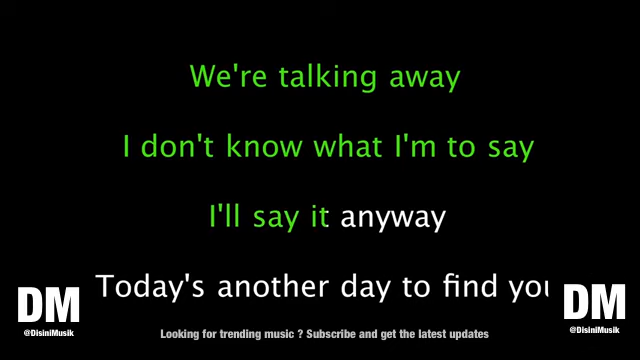 We're talking away
I don't know what I'm to say
I'll say it anyway
Today's another day to find you
DM
@DisiniMusik
Looking for trending music ? Subscribe and get the latest updates
DM
@DisiniMusik